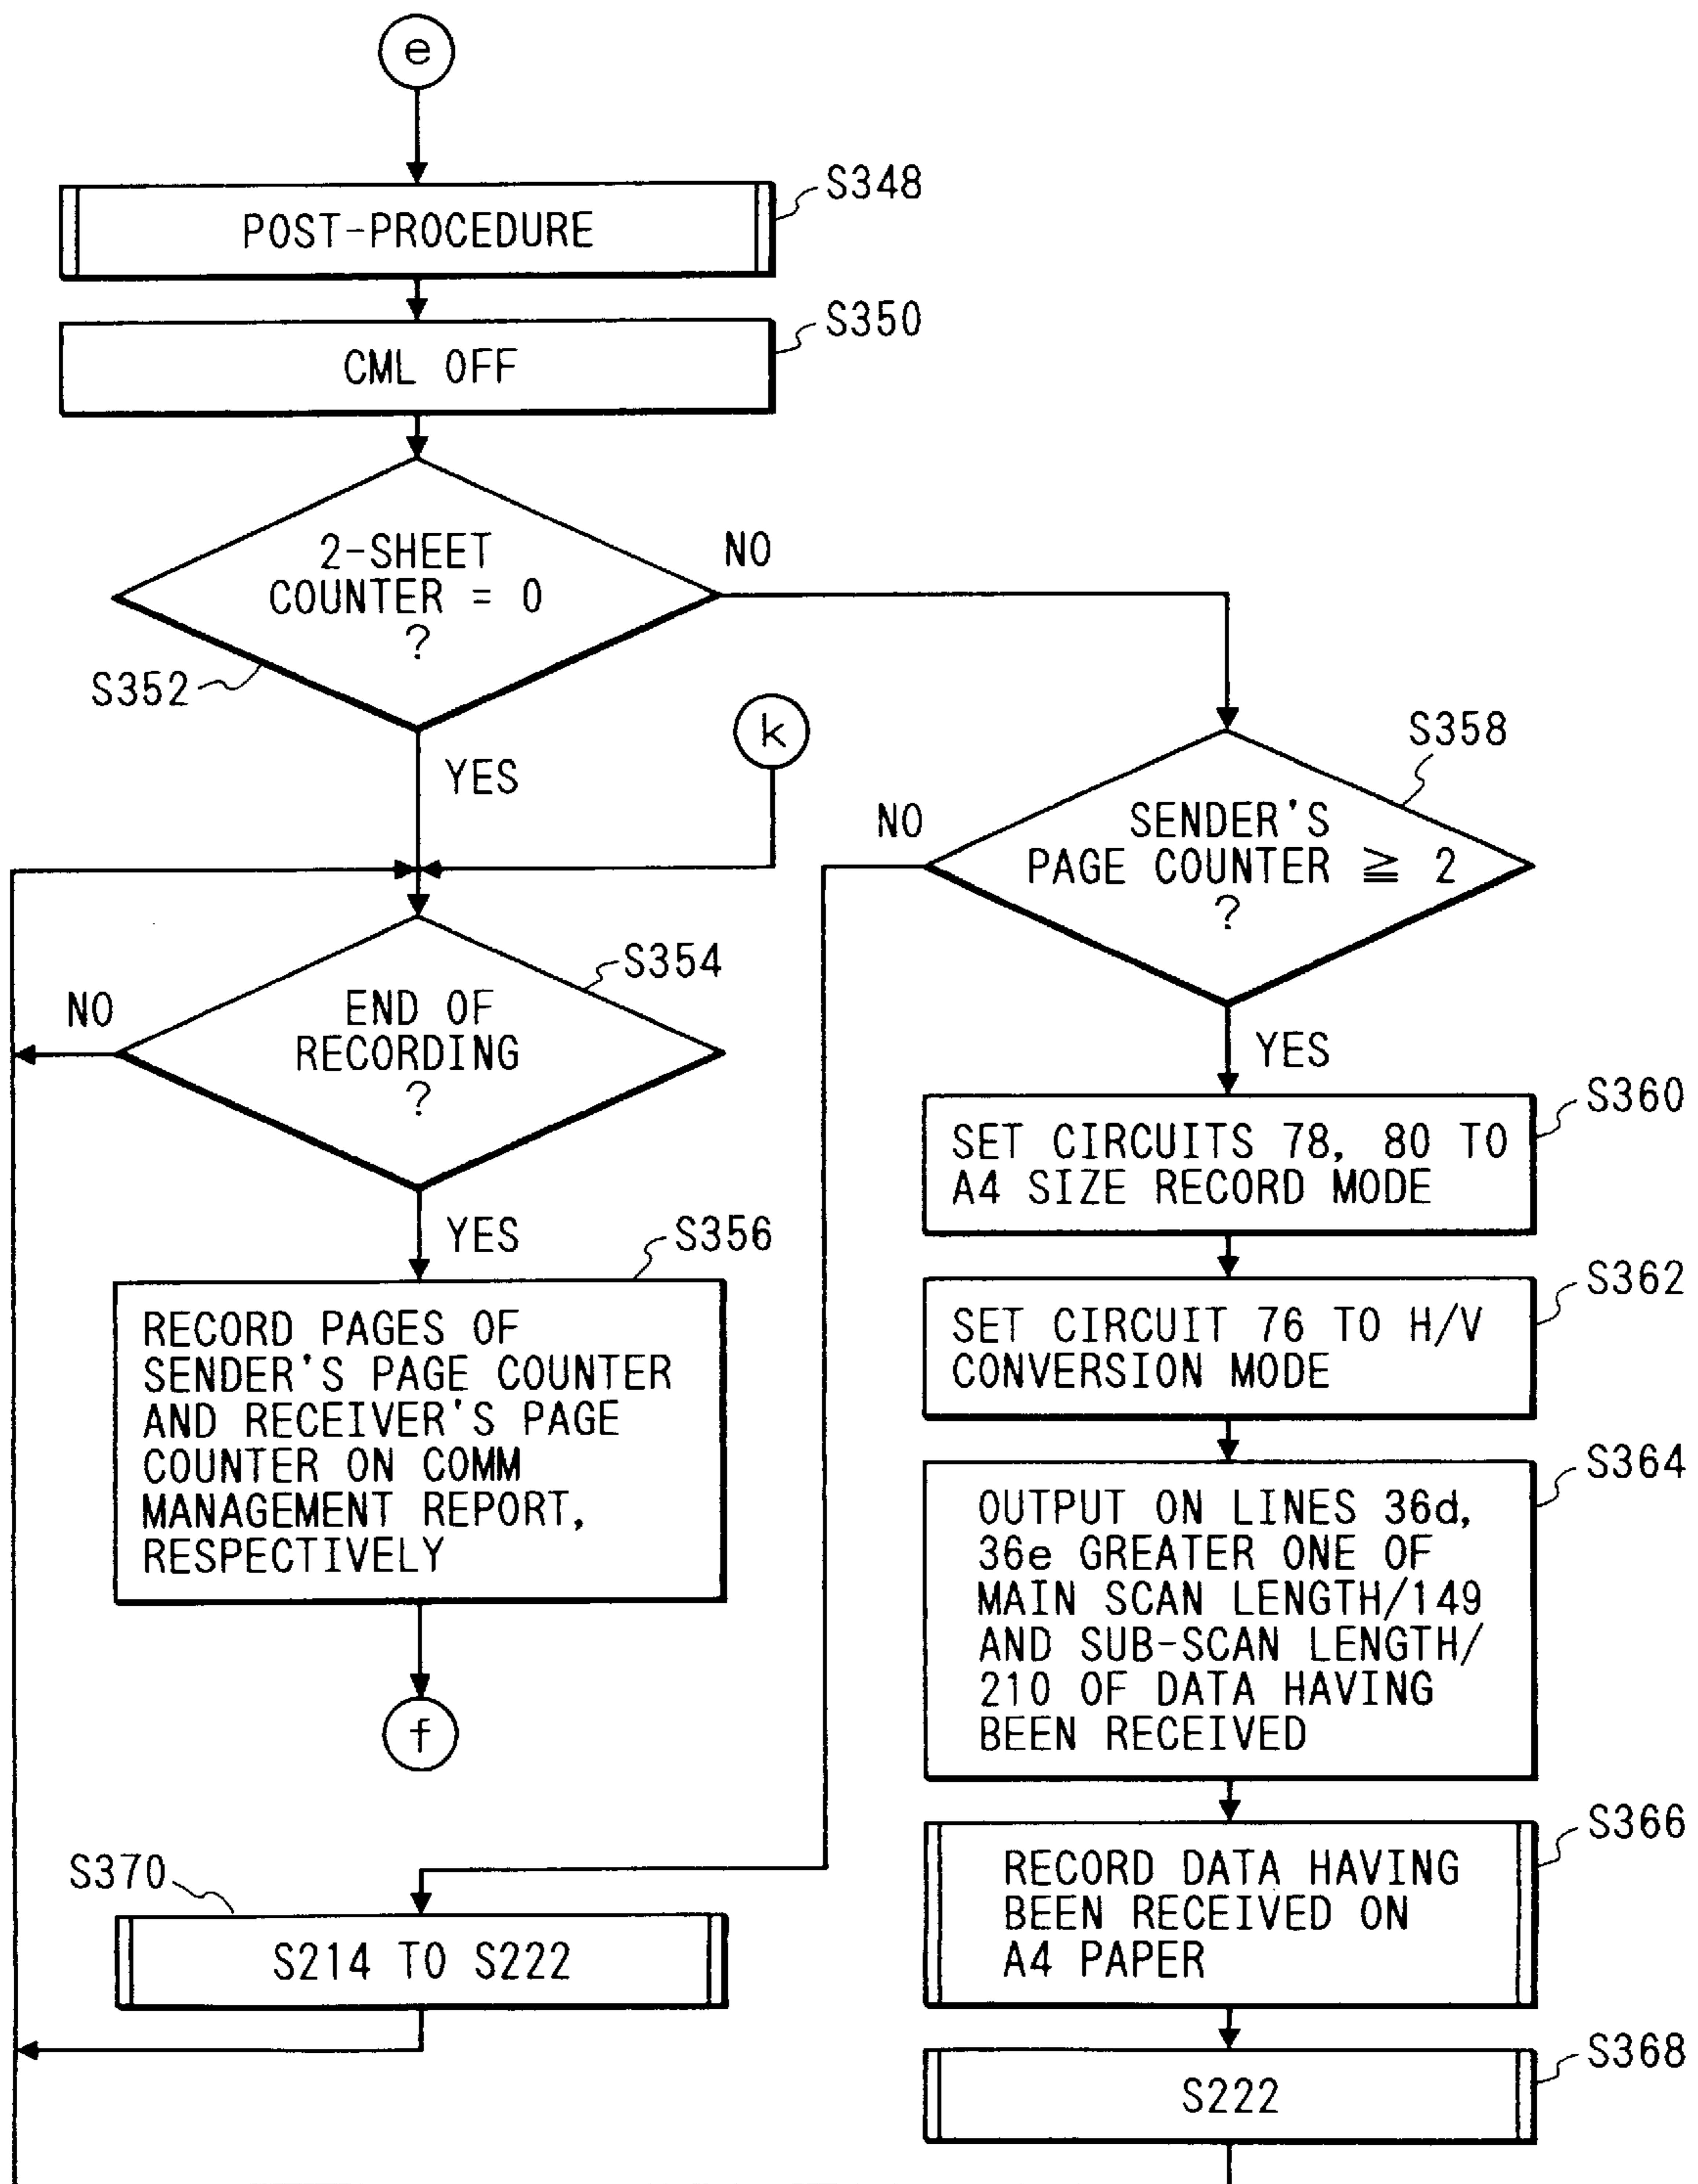 e
POST-PROCEDURE
S348
CML OFF
S350
2-SHEET
COUNTER = 0
?
S352
NO
YES
k
END OF
RECORDING
?
S354
NO
YES
RECORD PAGES OF
SENDER'S PAGE COUNTER
AND RECEIVER'S PAGE
COUNTER ON COMM
MANAGEMENT REPORT,
RESPECTIVELY
S356
f
S370
S214 TO S222
S358
SENDER'S
PAGE COUNTER ≧ 2
?
NO
YES
S360
SET CIRCUITS 78, 80 TO
A4 SIZE RECORD MODE
S362
SET CIRCUIT 76 TO H/V
CONVERSION MODE
S364
OUTPUT ON LINES 36d,
36e GREATER ONE OF
MAIN SCAN LENGTH/149
AND SUB-SCAN LENGTH/
210 OF DATA HAVING
BEEN RECEIVED
S366
RECORD DATA HAVING
BEEN RECEIVED ON
A4 PAPER
S368
S222